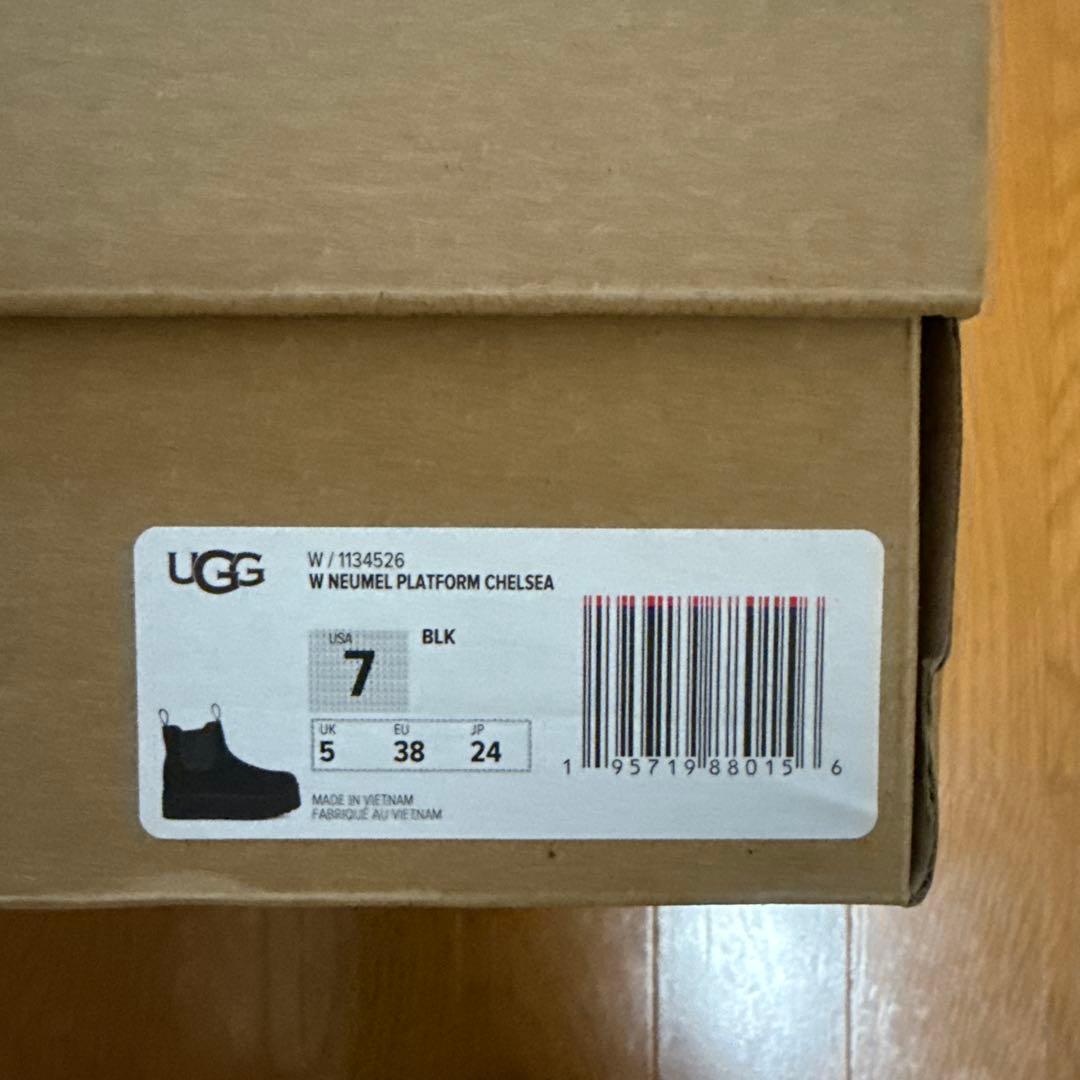 UGG
W / 1134526
W NEUMEL PLATFORM CHELSEA
USA
7
BLK
UK EU JP
5 38 24
MADE IN VIETNAM
FABRIQUÉ AU VIETNAM
1 95719 88015 6